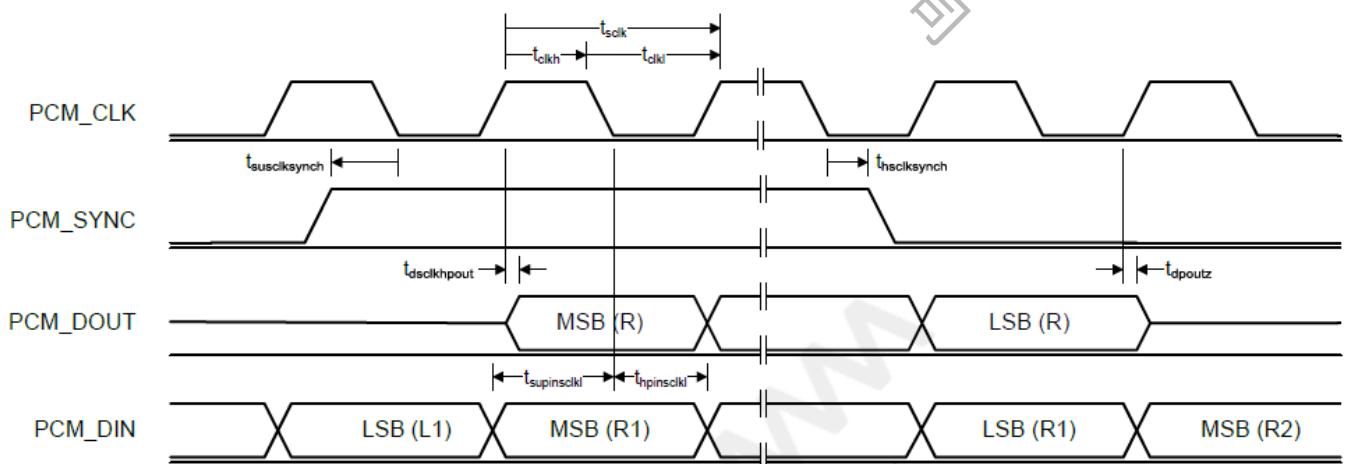 tsclk
tclkh tclkl
PCM_CLK
tsusclksynch thsclksynch
PCM_SYNC
tdsclkhpout tdpoutz
PCM_DOUT MSB (R) LSB (R)
tsupinsclkl thpinsclkl
PCM_DIN LSB (L1) MSB (R1) LSB (R1) MSB (R2)